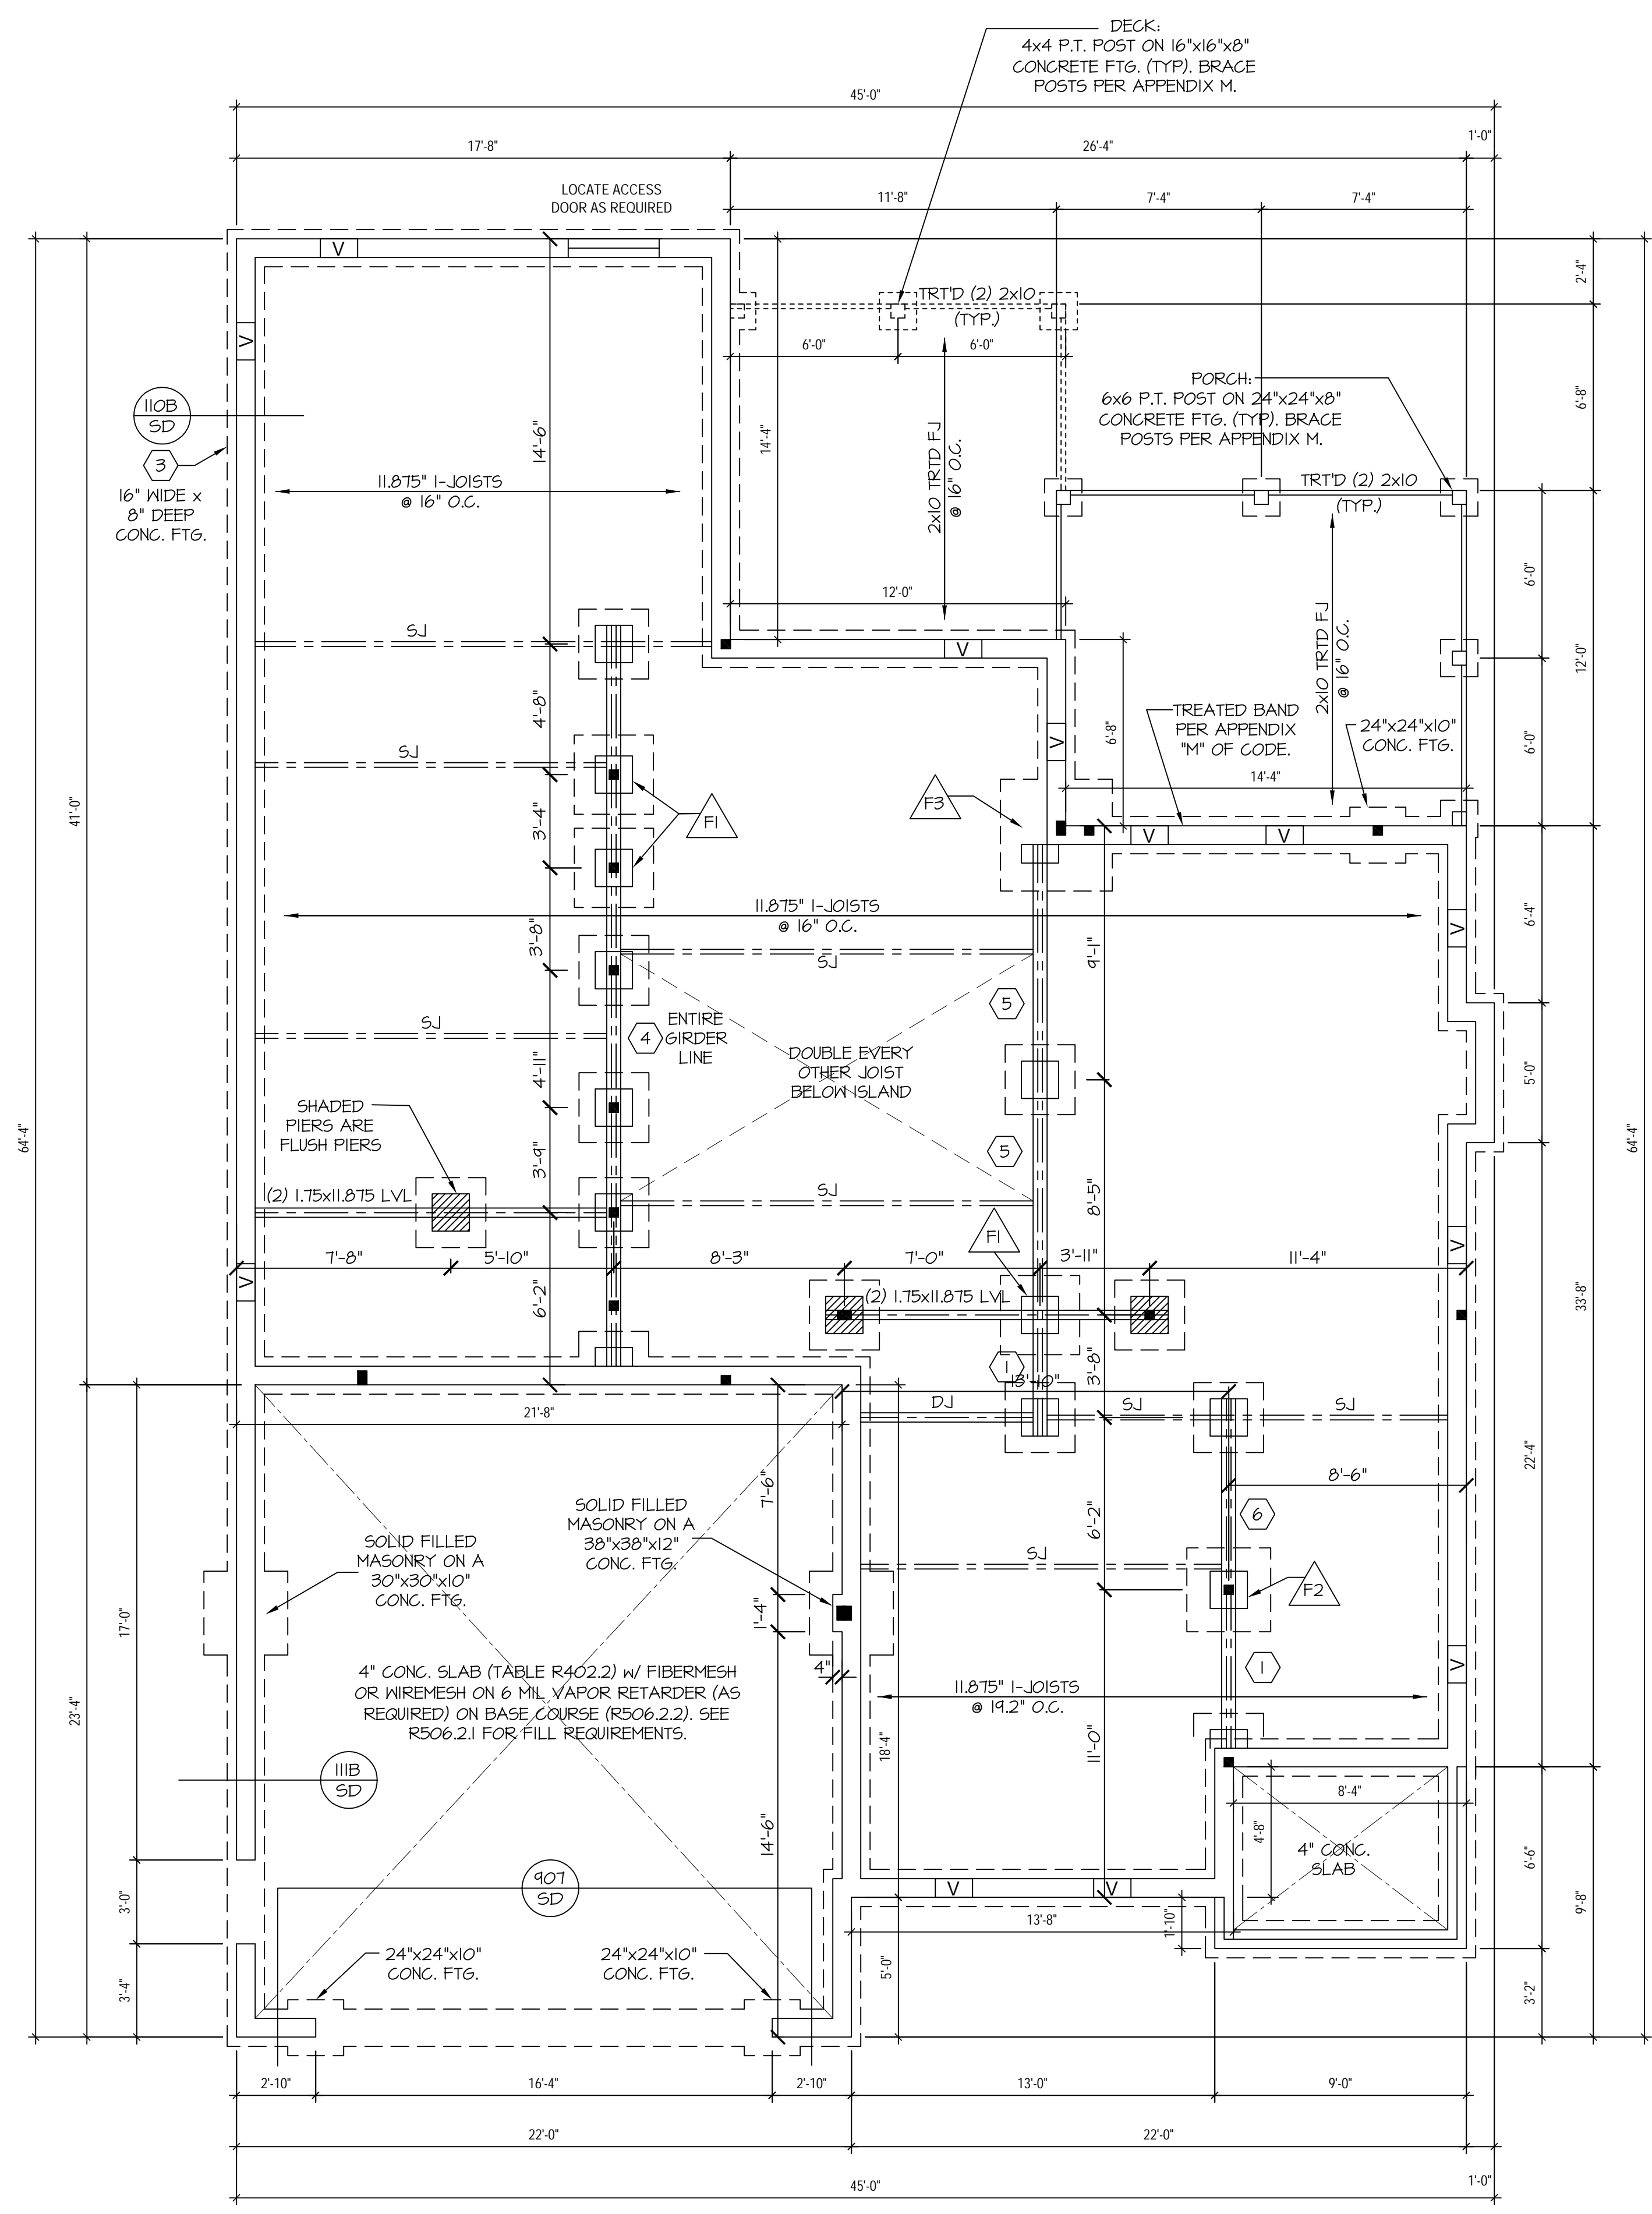 DECK:
4x4 P.T. POST ON 16"x16"x8"
CONCRETE FTG. (TYP). BRACE
POSTS PER APPENDIX M.
45'-0"
17'-8"
26'-4"
1'-0"
LOCATE ACCESS
DOOR AS REQUIRED
11'-8"
7'-4"
7'-4"
V
V
TRT'D (2) 2x10
(TYP.)
2'-4"
6'-0"
6'-0"
PORCH:
6x6 P.T. POST ON 24"x24"x8"
CONCRETE FTG. (TYP). BRACE
POSTS PER APPENDIX M.
6'-8"
110B
SD
3
16" WIDE x
8" DEEP
CONC. FTG.
14'-6"
14'-4"
11.875" I-JOISTS
@ 16" O.C.
2x10 TRTD FJ
@ 16" O.C.
TRT'D (2) 2x10
(TYP.)
6'-0"
12'-0"
12'-0"
SJ
V
2x10 TRTD FJ
@ 16" O.C.
4'-8"
TREATED BAND
PER APPENDIX
"M" OF CODE.
24"x24"x10"
CONC. FTG.
V
6'-8"
6'-0"
SJ
14'-4"
41'-0"
3'-4"
F1
F3
V
V
11.875" I-JOISTS
@ 16" O.C.
3'-8"
9'-1"
6'-4"
V
SJ
5
SJ
4
ENTIRE
GIRDER
LINE
DOUBLE EVERY
OTHER JOIST
BELOW ISLAND
4'-11"
5'-0"
SHADED
PIERS ARE
FLUSH PIERS
64'-4"
64'-4"
5
3'-9"
(2) 1.75x11.875 LVL
SJ
8'-5"
F1
V
7'-8"
5'-10"
8'-3"
7'-0"
3'-11"
11'-4"
V
6'-2"
(2) 1.75x11.875 LVL
33'-8"
1
3'-8"
13'-10"
21'-8"
DJ
SJ
SJ
22'-4"
7'-6"
8'-6"
SOLID FILLED
MASONRY ON A
38"x38"x12"
CONC. FTG.
6'-2"
6
SOLID FILLED
MASONRY ON A
30"x30"x10"
CONC. FTG.
SJ
F2
1'-4"
17'-0"
4"
1
V
4" CONC. SLAB (TABLE R402.2) W/ FIBERMESH
OR WIREMESH ON 6 MIL VAPOR RETARDER (AS
REQUIRED) ON BASE COURSE (R506.2.2). SEE
R506.2.1 FOR FILL REQUIREMENTS.
11.875" I-JOISTS
@ 19.2" O.C.
23'-4"
18'-4"
11'-0"
111B
SD
8'-4"
14'-6"
4'-8"
4" CONC.
SLAB
6'-6"
907
SD
V
V
3'-0"
13'-8"
1'-10"
9'-8"
24"x24"x10"
CONC. FTG.
24"x24"x10"
CONC. FTG.
5'-0"
3'-4"
3'-2"
2'-10"
16'-4"
2'-10"
13'-0"
9'-0"
22'-0"
22'-0"
45'-0"
1'-0"